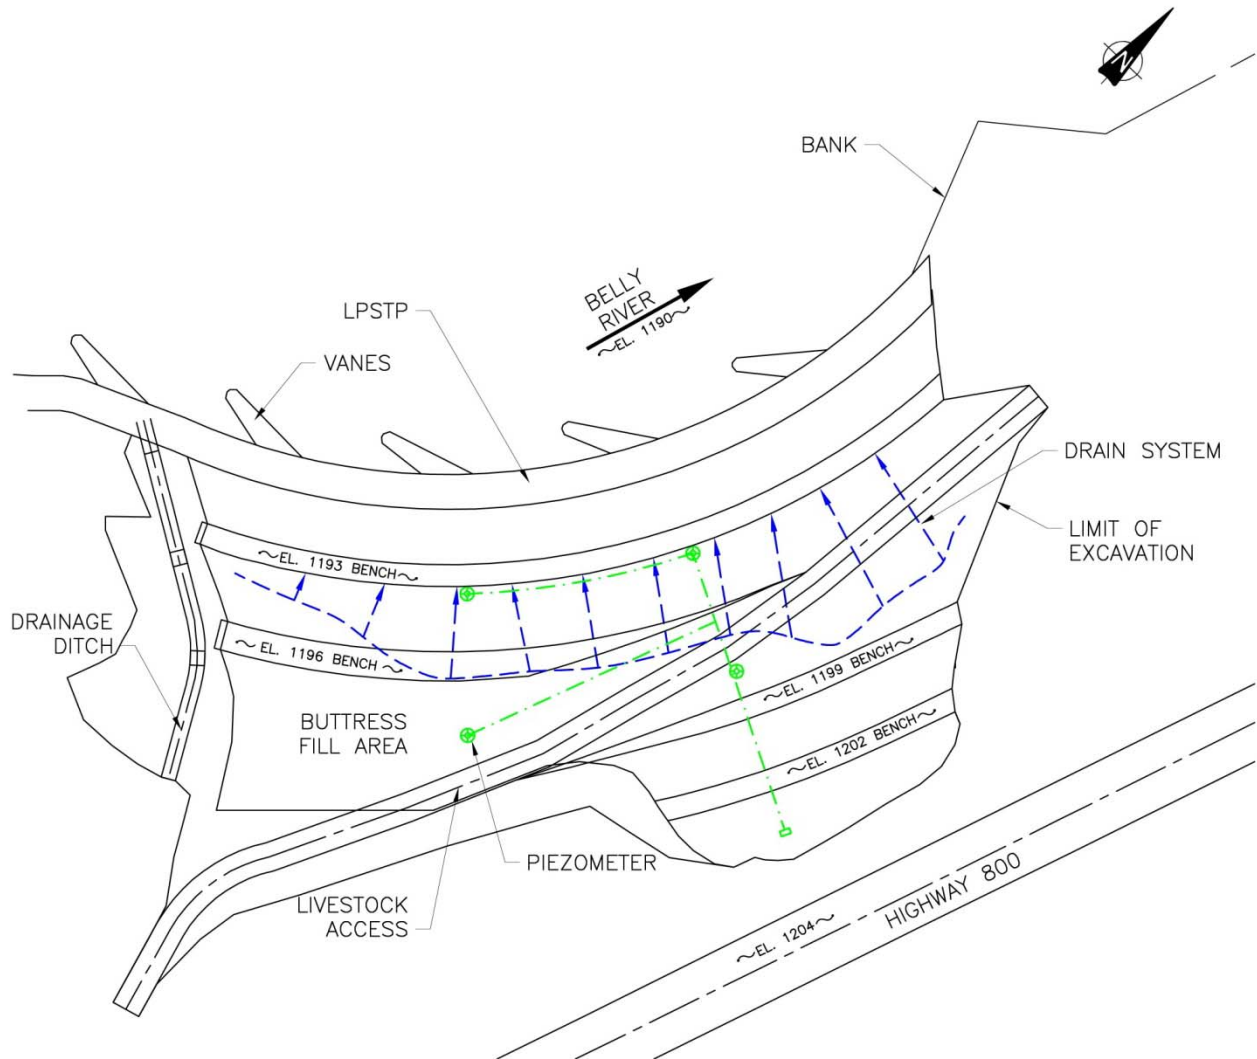 N
BANK
BELLY
RIVER
~EL. 1190~
LPSTP
VANES
DRAIN SYSTEM
LIMIT OF
EXCAVATION
~EL. 1193 BENCH~
DRAINAGE
DITCH
~ EL. 1196 BENCH ~
~EL. 1199 BENCH~
BUTTRESS
FILL AREA
~EL. 1202 BENCH~
PIEZOMETER
HIGHWAY 800
LIVESTOCK
ACCESS
~EL. 1204~